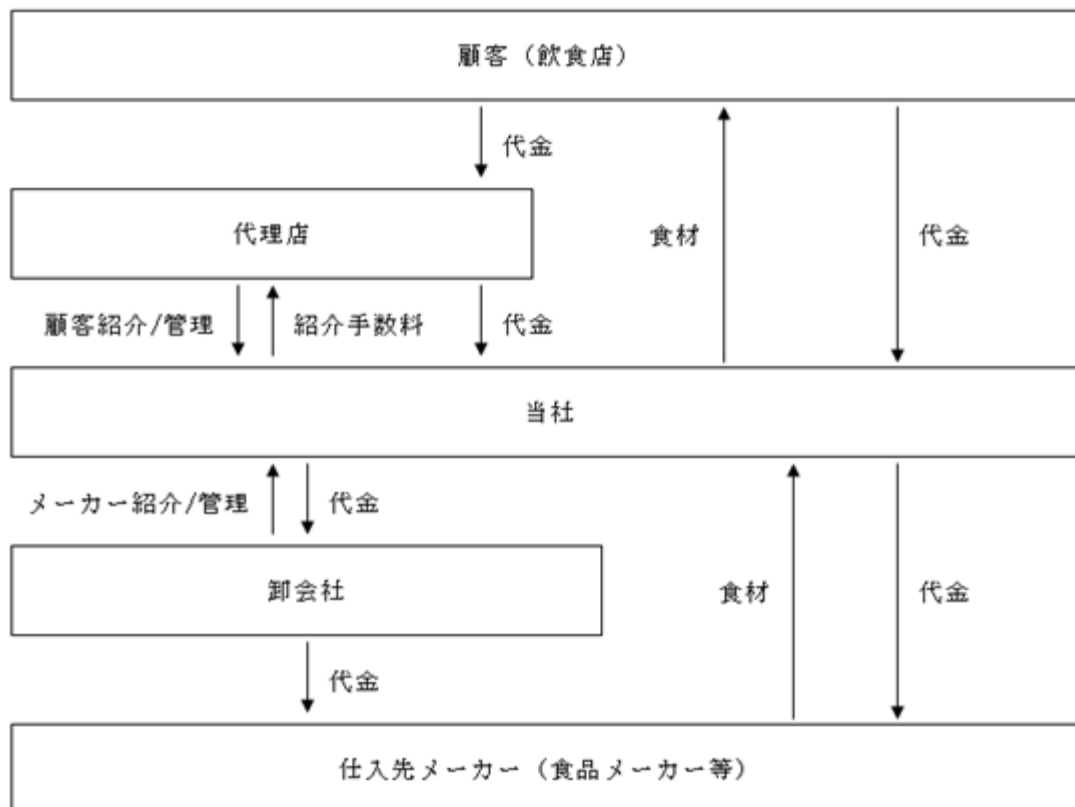 顧客（飲食店）
代金
代理店
食材
代金
顧客紹介/管理
紹介手数料
代金
当社
メーカー紹介/管理
代金
卸会社
食材
代金
代金
仕入先メーカー（食品メーカー等）